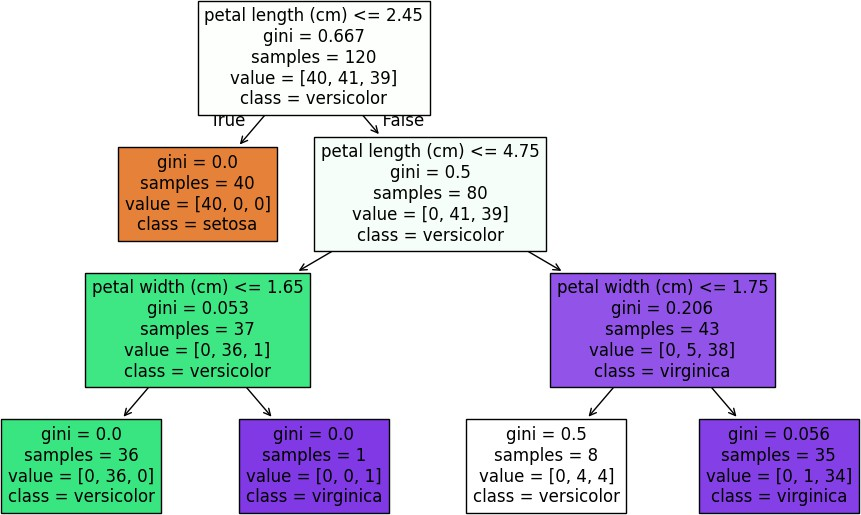 petal length (cm) <= 2.45
gini = 0.667
samples = 120
value = [40, 41, 39]
class = versicolor
True
False
gini = 0.0
samples = 40
value = [40, 0, 0]
class = setosa
petal length (cm) <= 4.75
gini = 0.5
samples = 80
value = [0, 41, 39]
class = versicolor
petal width (cm) <= 1.65
gini = 0.053
samples = 37
value = [0, 36, 1]
class = versicolor
petal width (cm) <= 1.75
gini = 0.206
samples = 43
value = [0, 5, 38]
class = virginica
gini = 0.0
samples = 36
value = [0, 36, 0]
class = versicolor
gini = 0.0
samples = 1
value = [0, 0, 1]
class = virginica
gini = 0.5
samples = 8
value = [0, 4, 4]
class = versicolor
gini = 0.056
samples = 35
value = [0, 1, 34]
class = virginica